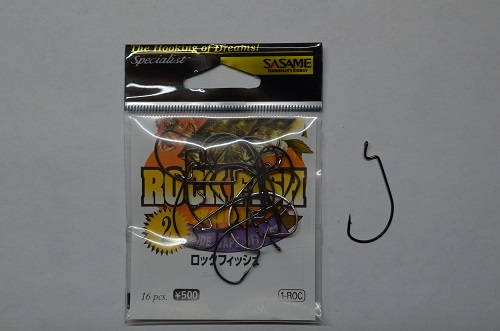 The Hooking of Dreams!
Specialist
SASAME
ROCK FISH
2
ロックフィッシュ
16 pcs. ¥500
1-ROC